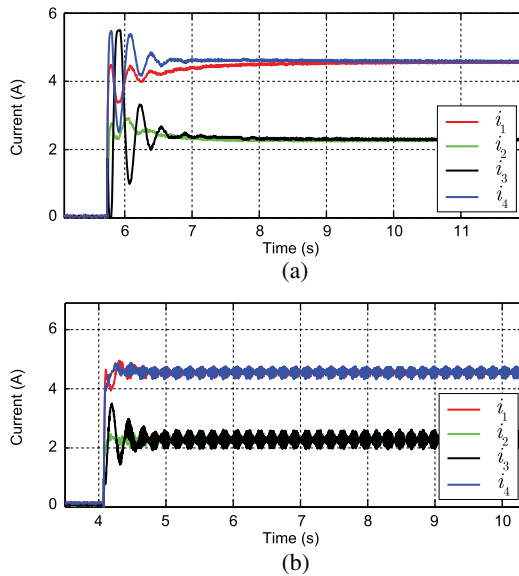 6
4
2
0
Current (A)
6 7 8 9 10 11
Time (s)
i1
i2
i3
i4
(a)
6
4
2
0
Current (A)
4 5 6 7 8 9 10
Time (s)
i1
i2
i3
i4
(b)